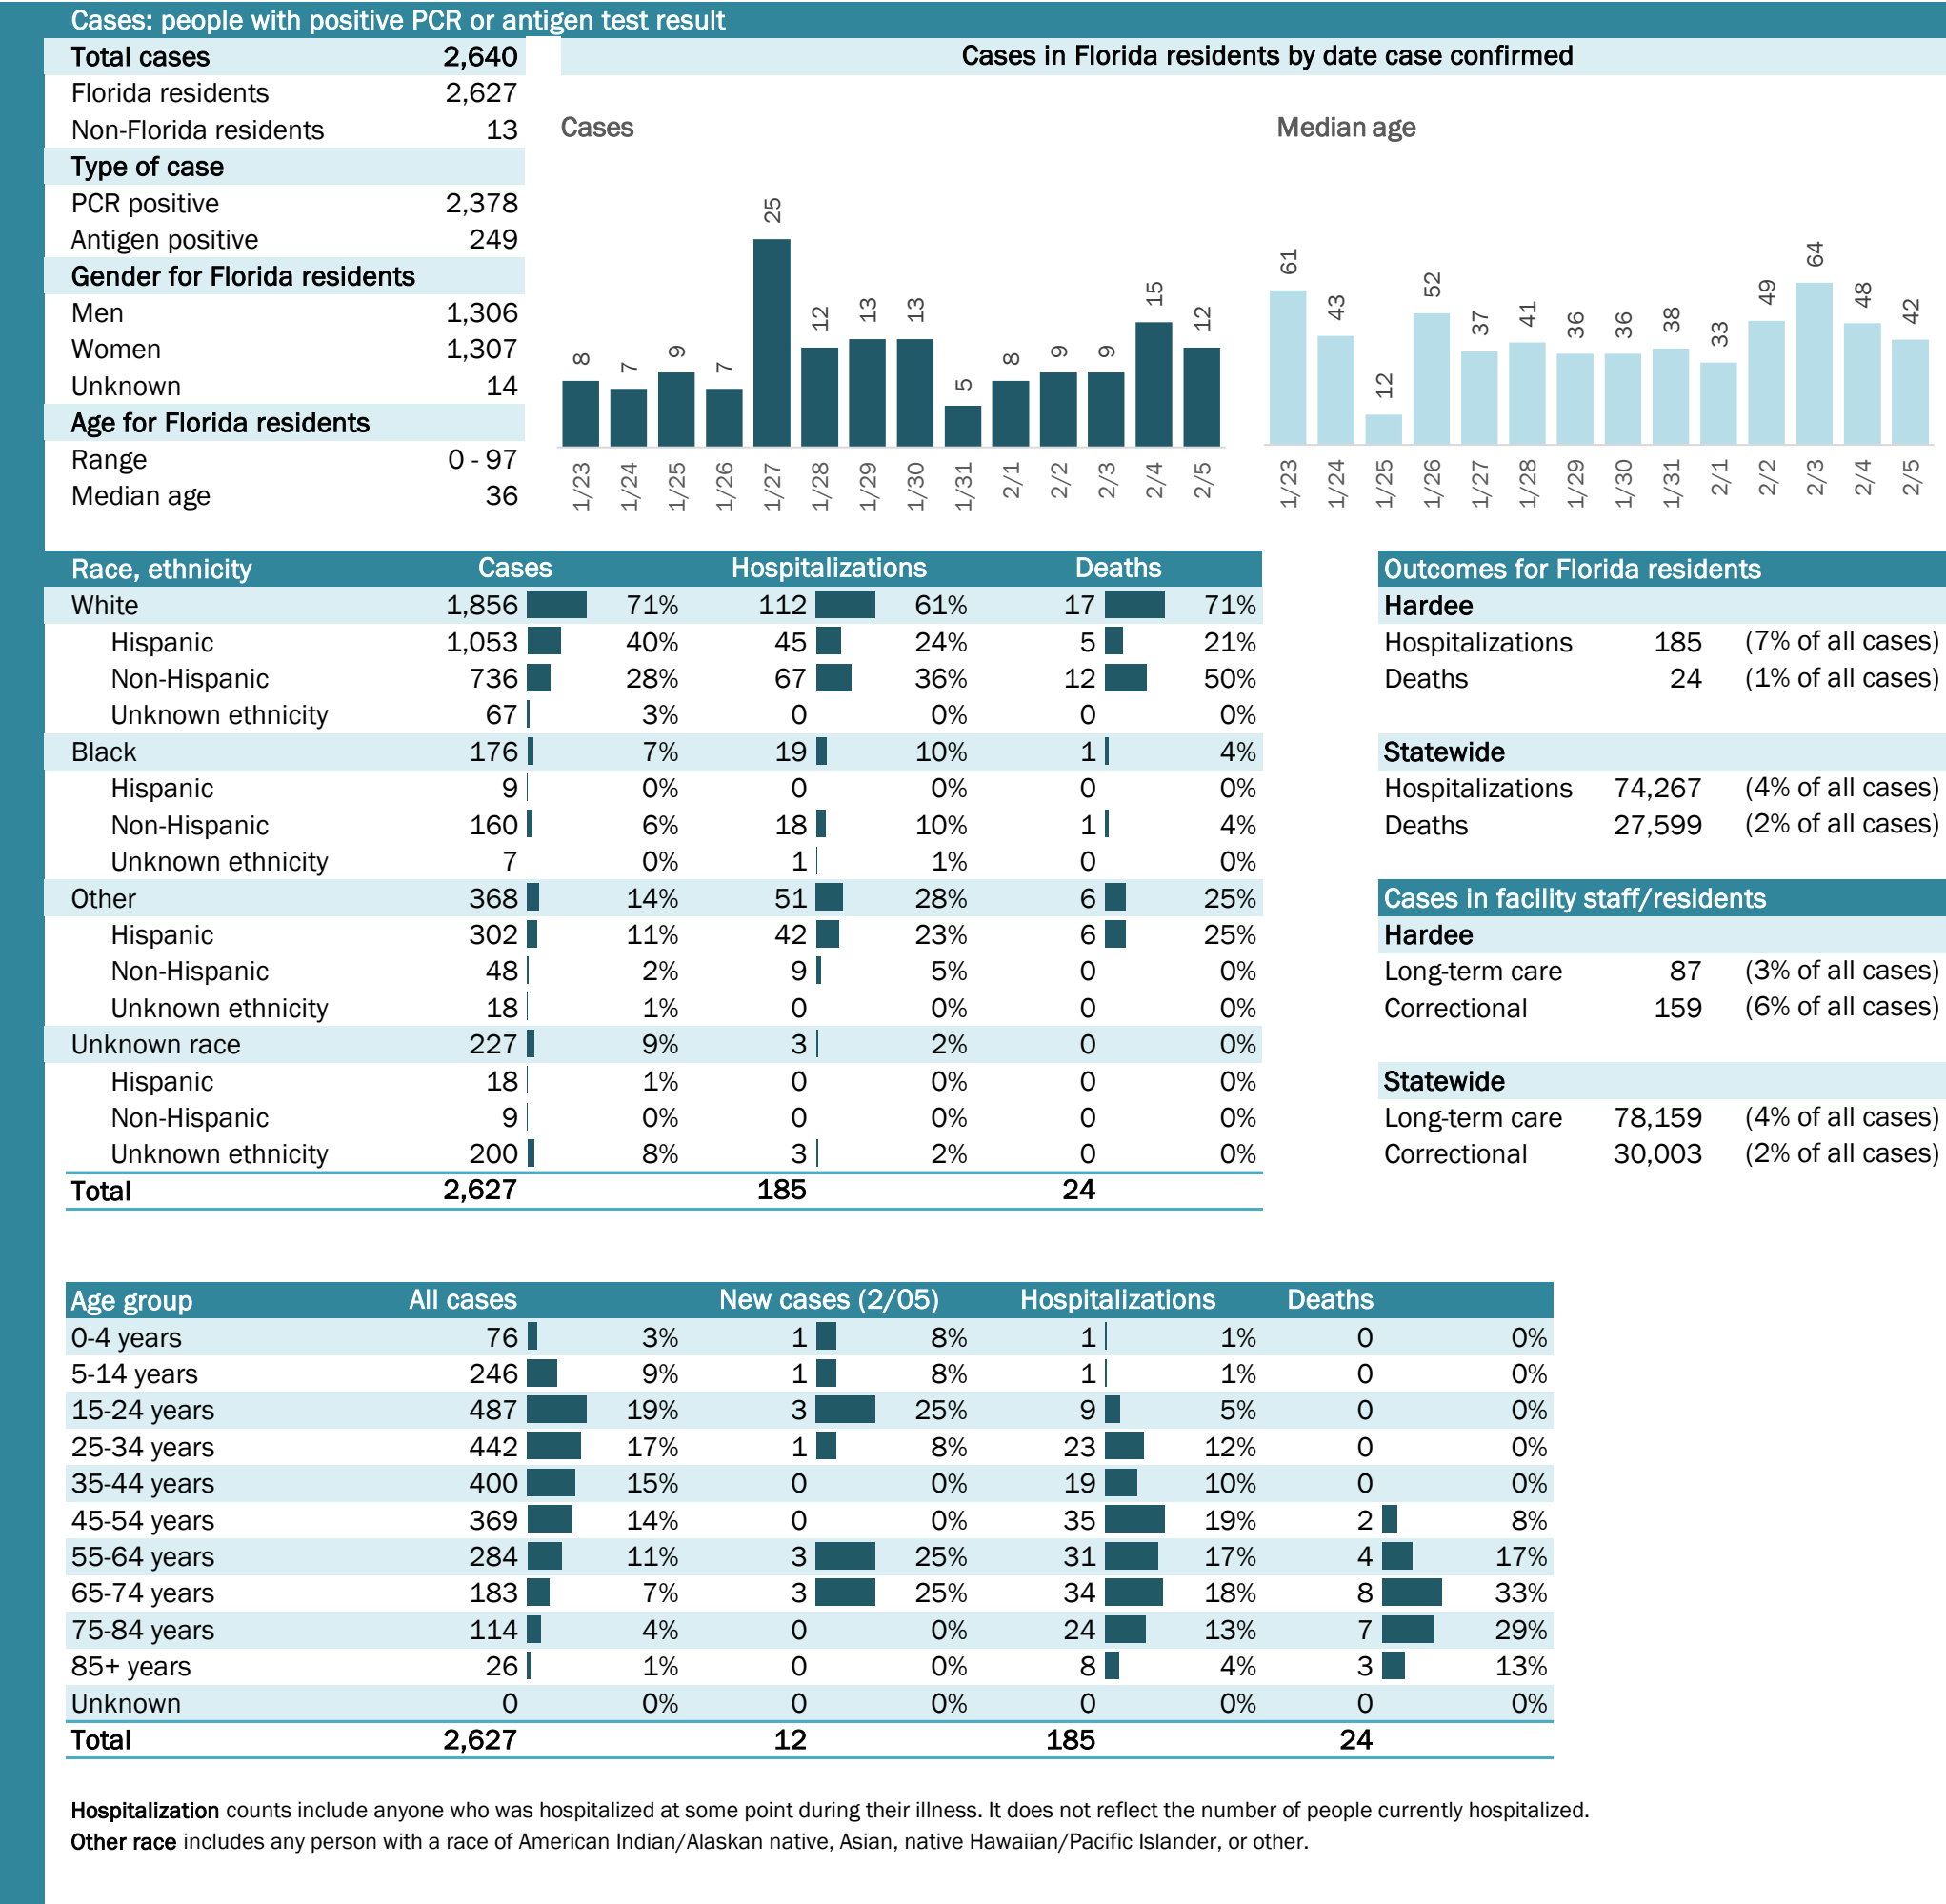 Cases: people with positive PCR or antigen test result
Total cases 2,640
Florida residents 2,627
Non-Florida residents 13
Type of case
PCR positive 2,378
Antigen positive 249
Gender for Florida residents
Men 1,306
Women 1,307
Unknown 14
Age for Florida residents
Range 0 - 97
Median age 36
Cases in Florida residents by date case confirmed
Cases
8 7 9 7 25 12 13 13 5 8 9 9 15 12
1/23 1/24 1/25 1/26 1/27 1/28 1/29 1/30 1/31 2/1 2/2 2/3 2/4 2/5
Median age
61 43 12 52 37 41 36 36 38 33 49 64 48 42
1/23 1/24 1/25 1/26 1/27 1/28 1/29 1/30 1/31 2/1 2/2 2/3 2/4 2/5
Race, ethnicity Cases Hospitalizations Deaths
White 1,856 71% 112 61% 17 71%
Hispanic 1,053 40% 45 24% 5 21%
Non-Hispanic 736 28% 67 36% 12 50%
Unknown ethnicity 67 3% 0 0% 0 0%
Black 176 7% 19 10% 1 4%
Hispanic 9 0% 0 0% 0 0%
Non-Hispanic 160 6% 18 10% 1 4%
Unknown ethnicity 7 0% 1 1% 0 0%
Other 368 14% 51 28% 6 25%
Hispanic 302 11% 42 23% 6 25%
Non-Hispanic 48 2% 9 5% 0 0%
Unknown ethnicity 18 1% 0 0% 0 0%
Unknown race 227 9% 3 2% 0 0%
Hispanic 18 1% 0 0% 0 0%
Non-Hispanic 9 0% 0 0% 0 0%
Unknown ethnicity 200 8% 3 2% 0 0%
Total 2,627 185 24
Outcomes for Florida residents
Hardee
Hospitalizations 185 (7% of all cases)
Deaths 24 (1% of all cases)
Statewide
Hospitalizations 74,267 (4% of all cases)
Deaths 27,599 (2% of all cases)
Cases in facility staff/residents
Hardee
Long-term care 87 (3% of all cases)
Correctional 159 (6% of all cases)
Statewide
Long-term care 78,159 (4% of all cases)
Correctional 30,003 (2% of all cases)
Age group All cases New cases (2/05) Hospitalizations Deaths
0-4 years 76 3% 1 8% 1 1% 0 0%
5-14 years 246 9% 1 8% 1 1% 0 0%
15-24 years 487 19% 3 25% 9 5% 0 0%
25-34 years 442 17% 1 8% 23 12% 0 0%
35-44 years 400 15% 0 0% 19 10% 0 0%
45-54 years 369 14% 0 0% 35 19% 2 8%
55-64 years 284 11% 3 25% 31 17% 4 17%
65-74 years 183 7% 3 25% 34 18% 8 33%
75-84 years 114 4% 0 0% 24 13% 7 29%
85+ years 26 1% 0 0% 8 4% 3 13%
Unknown 0 0% 0 0% 0 0% 0 0%
Total 2,627 12 185 24
Hospitalization counts include anyone who was hospitalized at some point during their illness. It does not reflect the number of people currently hospitalized.
Other race includes any person with a race of American Indian/Alaskan native, Asian, native Hawaiian/Pacific Islander, or other.